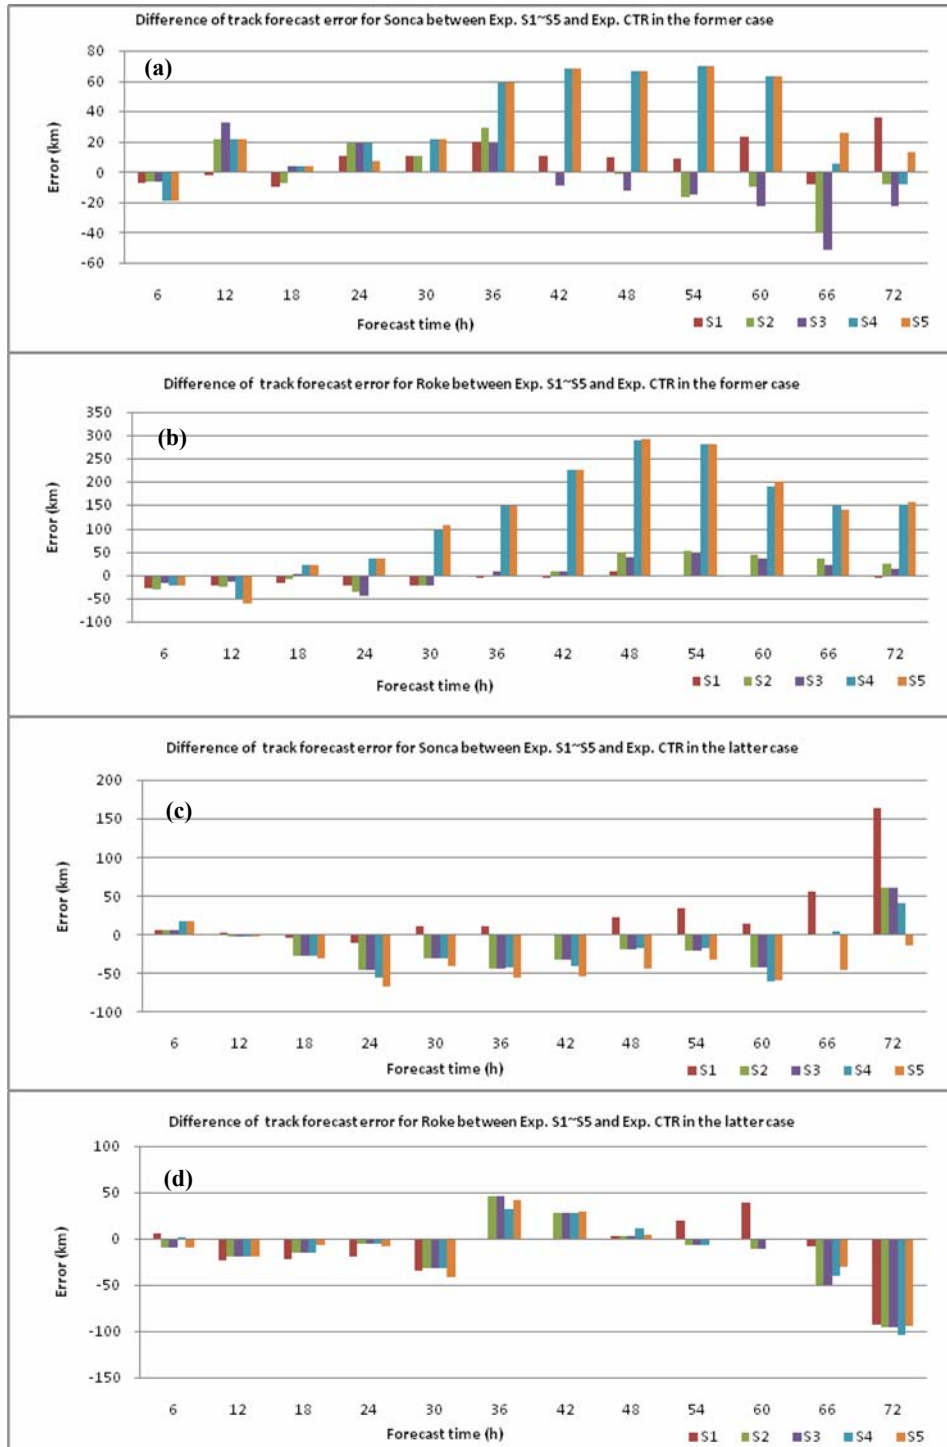 Difference of track forecast error for Sonca between Exp. S1~S5 and Exp. CTR in the former case
(a)
Error (km)
80
60
40
20
0
-20
-40
-60
6 12 18 24 30 36 42 48 54 60 66 72
Forecast time (h)
S1 S2 S3 S4 S5
Difference of track forecast error for Roke between Exp. S1~S5 and Exp. CTR in the former case
(b)
Error (km)
350
300
250
200
150
100
50
0
-50
-100
6 12 18 24 30 36 42 48 54 60 66 72
Forecast time (h)
S1 S2 S3 S4 S5
Difference of track forecast error for Sonca between Exp. S1~S5 and Exp. CTR in the latter case
(c)
Error (km)
200
150
100
50
0
-50
-100
6 12 18 24 30 36 42 48 54 60 66 72
Forecast time (h)
S1 S2 S3 S4 S5
Difference of track forecast error for Roke between Exp. S1~S5 and Exp. CTR in the latter case
(d)
Error (km)
100
50
0
-50
-100
-150
6 12 18 24 30 36 42 48 54 60 66 72
Forecast time (h)
S1 S2 S3 S4 S5